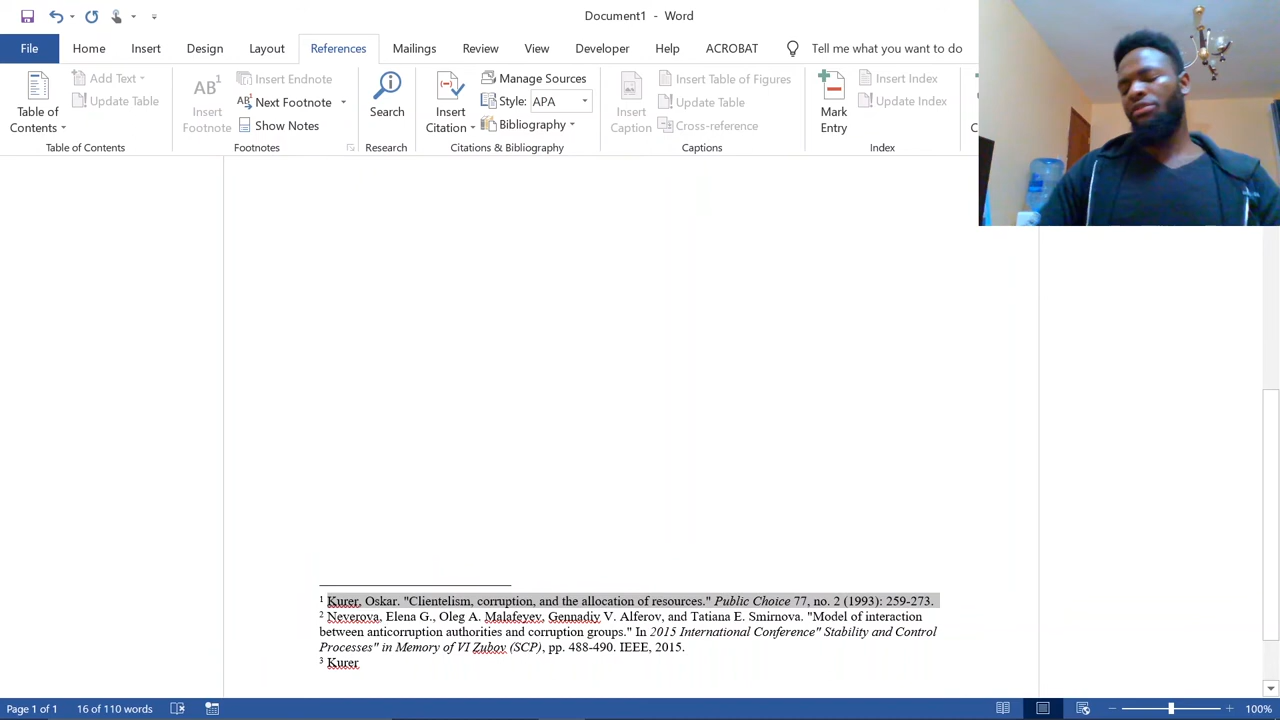 Document1 - Word
File Home Insert Design Layout References Mailings Review View Developer Help ACROBAT Tell me what you want to do
Table of Contents
Add Text
Update Table
Table of Contents
AB1 Insert Footnote
Insert Endnote
AB1 Next Footnote
Show Notes
Footnotes
Search
Research
Insert Citation
Manage Sources
Style: APA
Bibliography
Citations & Bibliography
Insert Caption
Insert Table of Figures
Update Table
Cross-reference
Captions
Mark Entry
Insert Index
Update Index
Index
1 Kurer, Oskar. "Clientelism, corruption, and the allocation of resources." Public Choice 77, no. 2 (1993): 259-273.
2 Neverova, Elena G., Oleg A. Malafeyev, Gennadiy V. Alferov, and Tatiana E. Smirnova. "Model of interaction
between anticorruption authorities and corruption groups." In 2015 International Conference" Stability and Control
Processes" in Memory of VI Zubov (SCP), pp. 488-490. IEEE, 2015.
3 Kurer
Page 1 of 1 16 of 110 words 100%